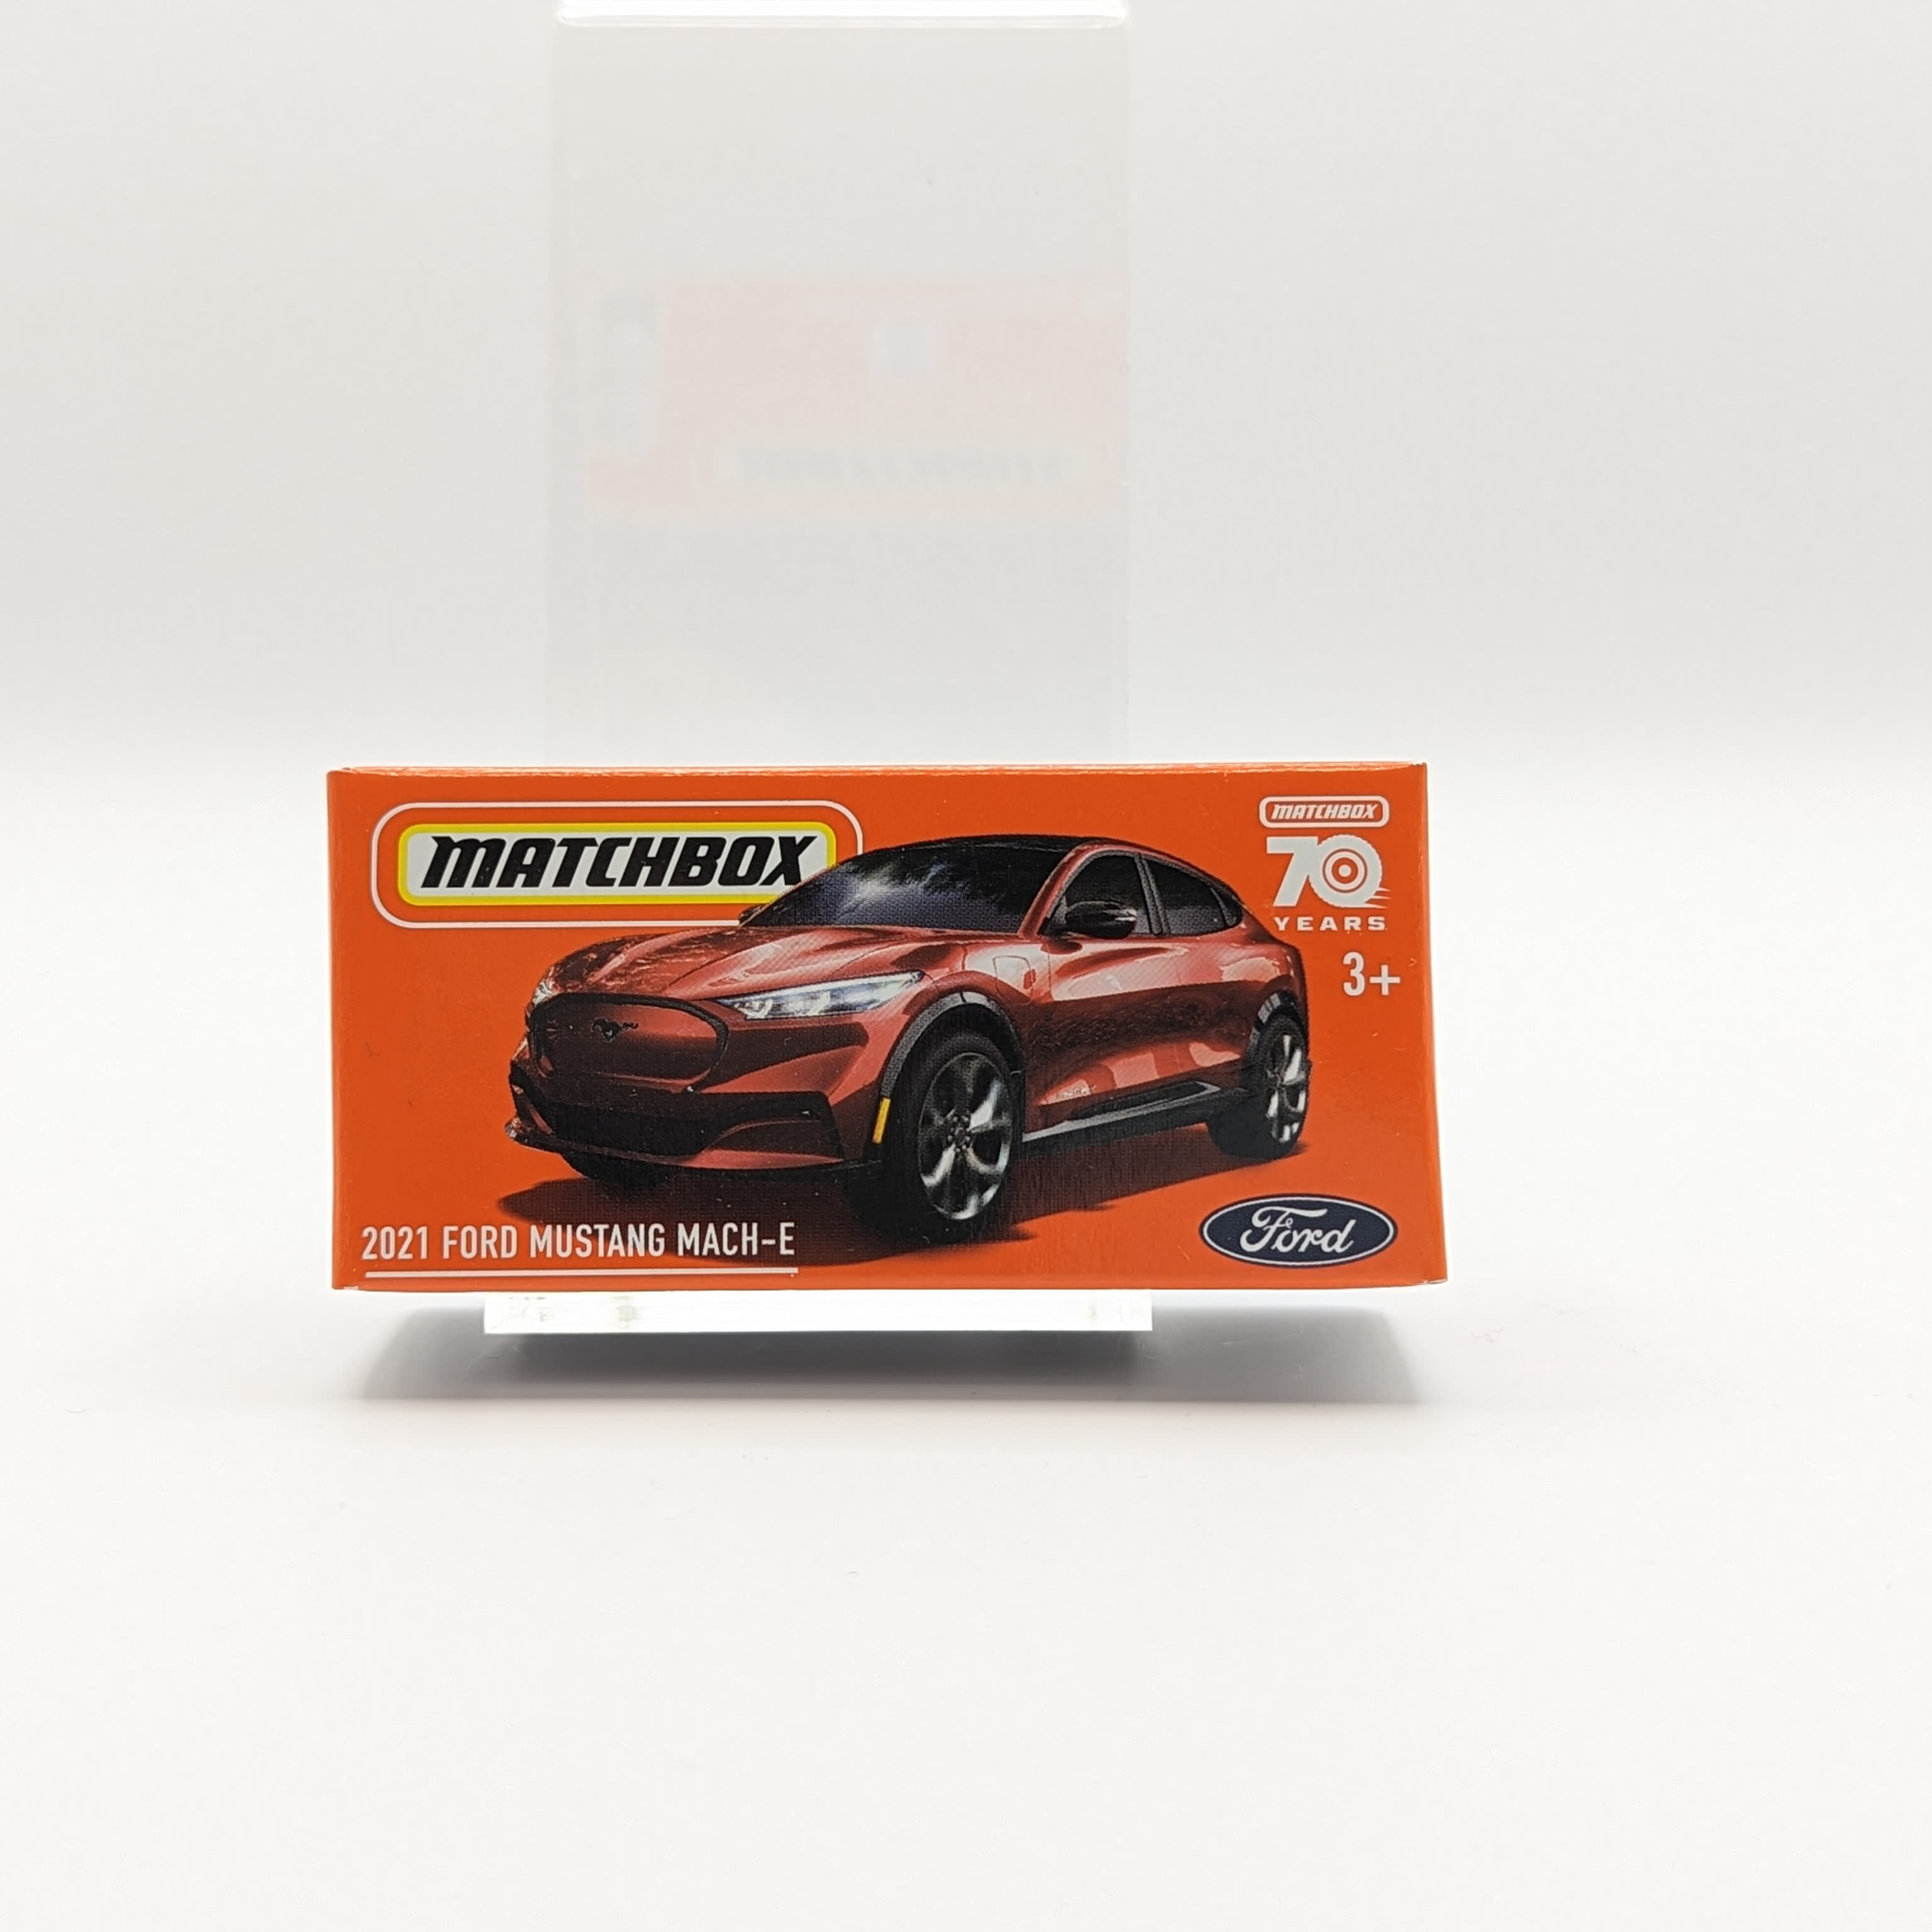 MATCHBOX
MATCHBOX
70
YEARS
3+
2021 FORD MUSTANG MACH-E
Ford